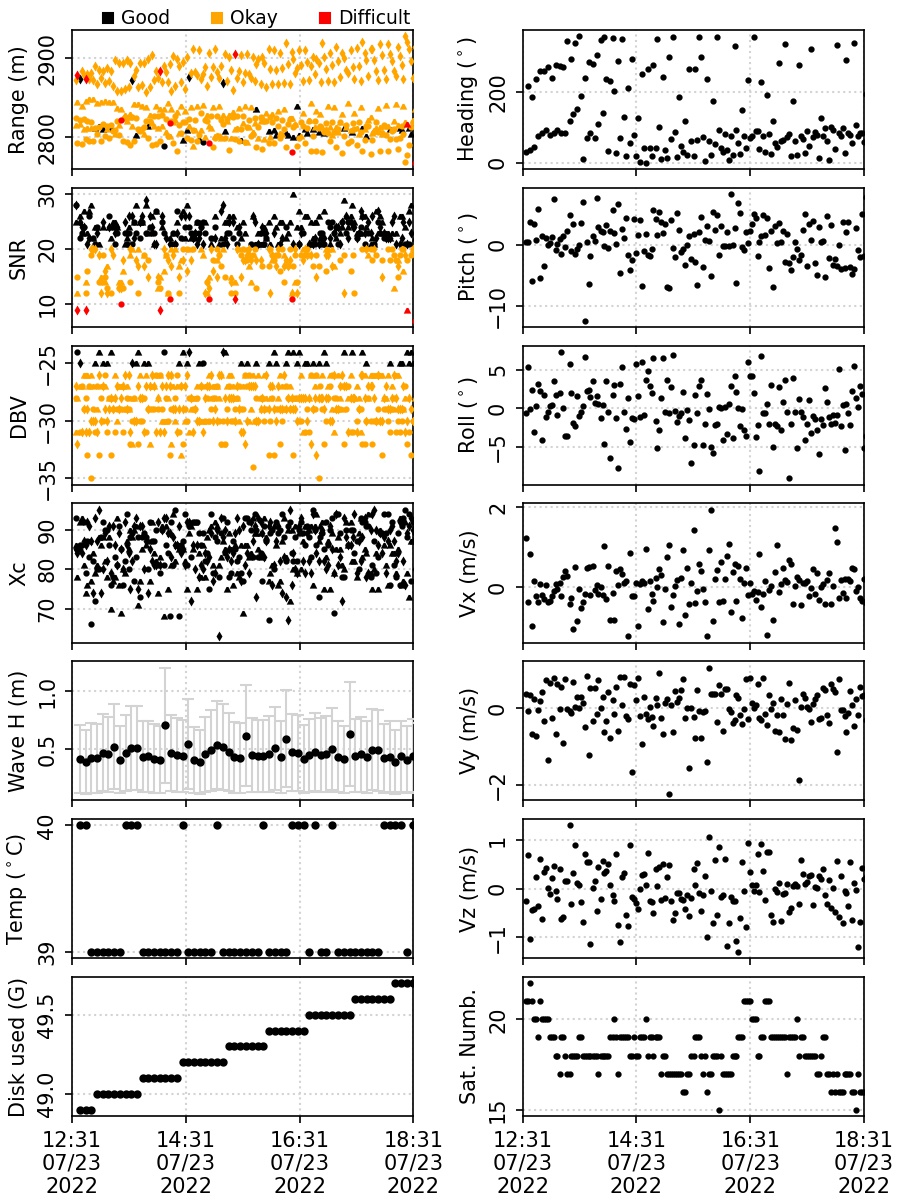 Good Okay Difficult
Range (m)
2900
2800
Heading (°)
200
0
SNR
30
20
10
Pitch (°)
0
−10
DBV
−25
−30
−35
Roll (°)
5
0
−5
Xc
90
80
70
Vx (m/s)
2
0
Wave H (m)
1.0
0.5
Vy (m/s)
0
−2
Temp (°C)
40
39
Vz (m/s)
1
0
−1
Disk used (G)
49.5
49.0
Sat. Numb.
20
15
12:31 14:31 16:31 18:31 12:31 14:31 16:31 18:31
07/23 07/23 07/23 07/23 07/23 07/23 07/23 07/23
2022 2022 2022 2022 2022 2022 2022 2022